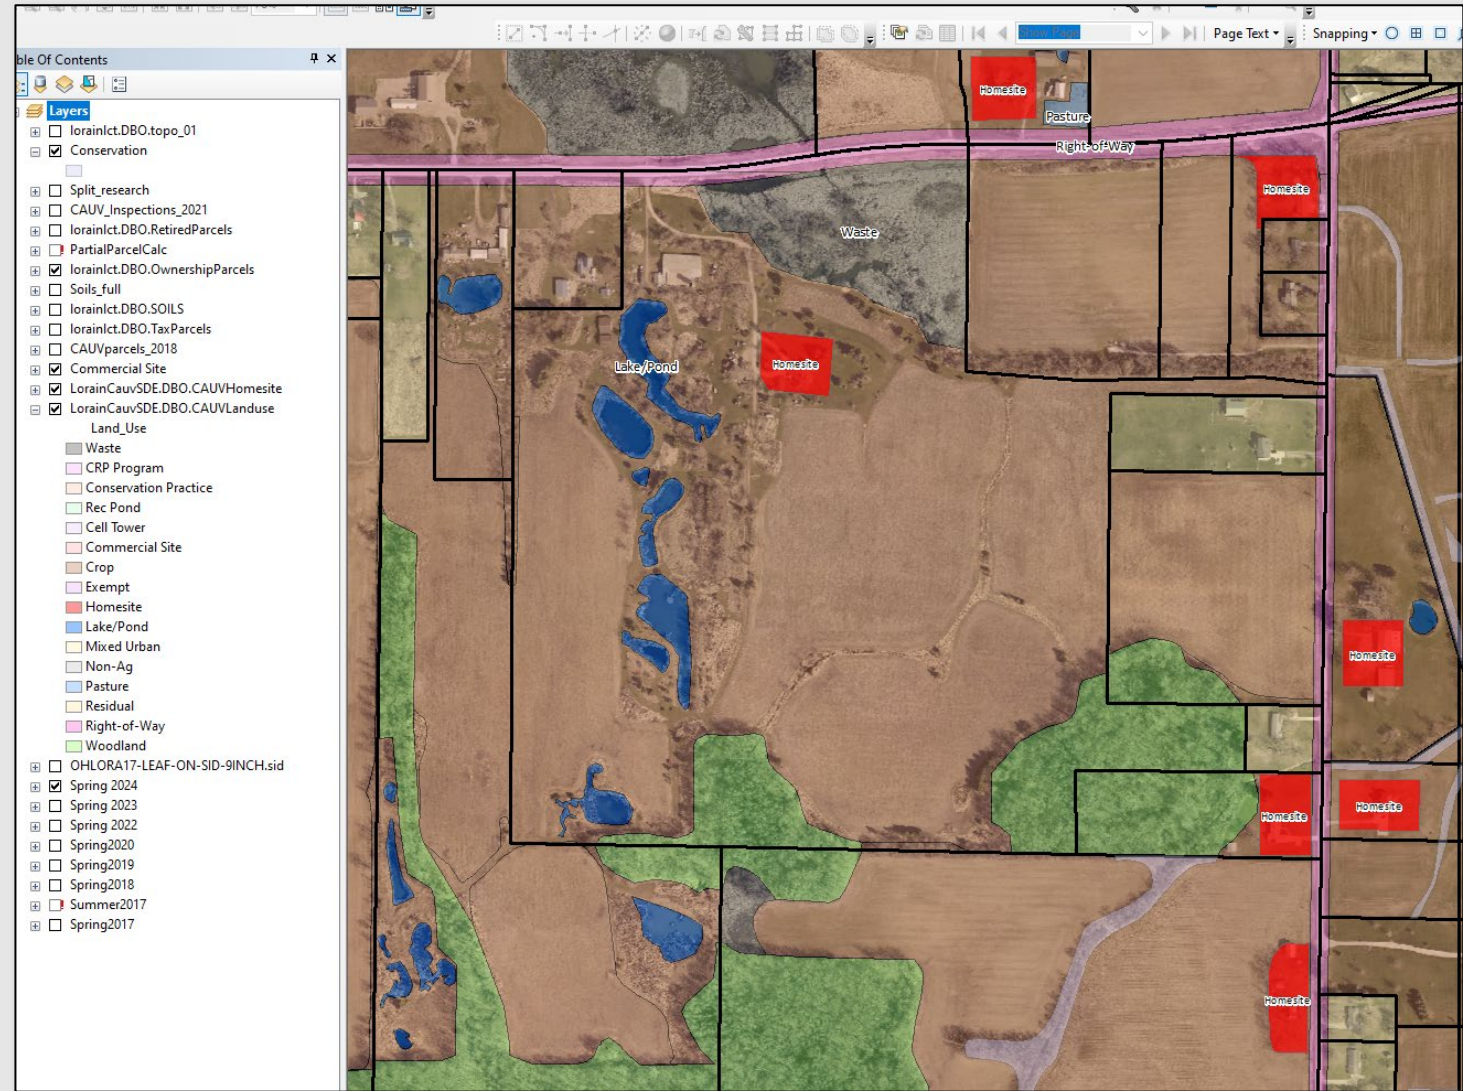 Show Page
Page Text
Snapping
ble Of Contents
Layers
lorainlct.DBO.topo_01
Conservation
Split_research
CAUV_Inspections_2021
lorainlct.DBO.RetiredParcels
PartialParcelCalc
lorainlct.DBO.OwnershipParcels
Soils_full
lorainlct.DBO.SOILS
lorainlct.DBO.TaxParcels
CAUVparcels_2018
Commercial Site
LorainCauvSDE.DBO.CAUVHomesite
LorainCauvSDE.DBO.CAUVLanduse
Land_Use
Waste
CRP Program
Conservation Practice
Rec Pond
Cell Tower
Commercial Site
Crop
Exempt
Homesite
Lake/Pond
Mixed Urban
Non-Ag
Pasture
Residual
Right-of-Way
Woodland
OHLORA17-LEAF-ON-SID-9INCH.sid
Spring 2024
Spring 2023
Spring 2022
Spring2020
Spring2019
Spring2018
Summer2017
Spring2017
Homesite
Pasture
Right-of-Way
Homesite
Waste
Lake/Pond
Homesite
Homesite
Homesite
Homesite
Homesite